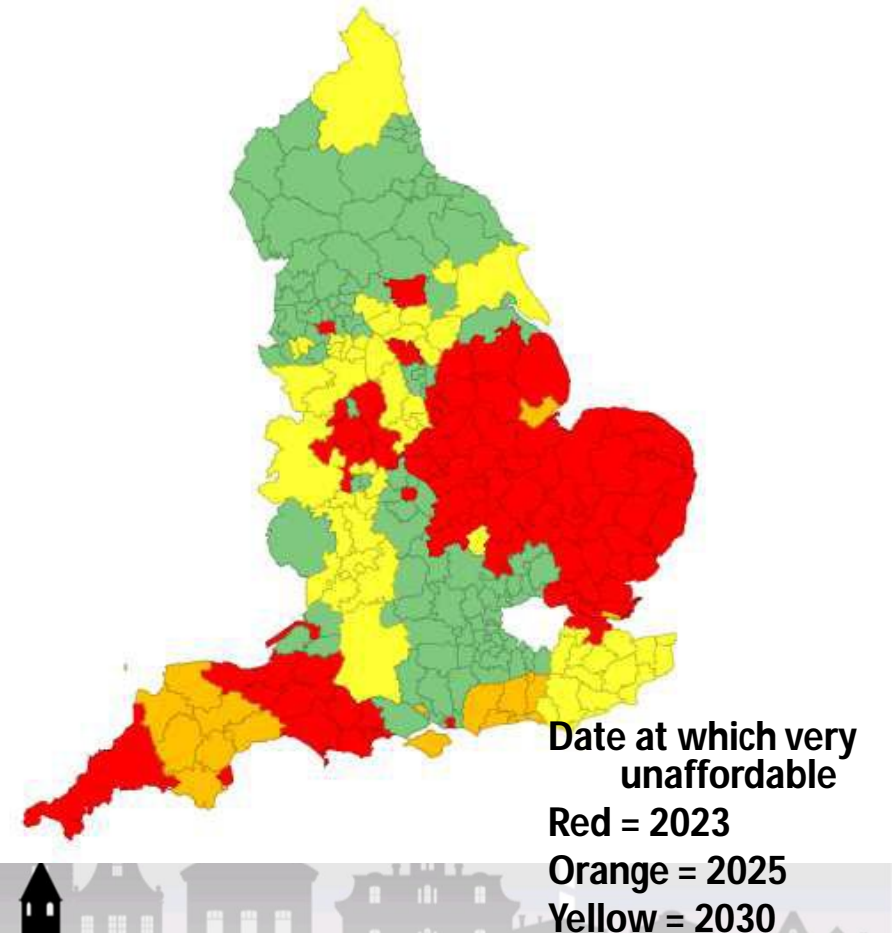 Date at which very
unaffordable
Red = 2023
Orange = 2025
Yellow = 2030